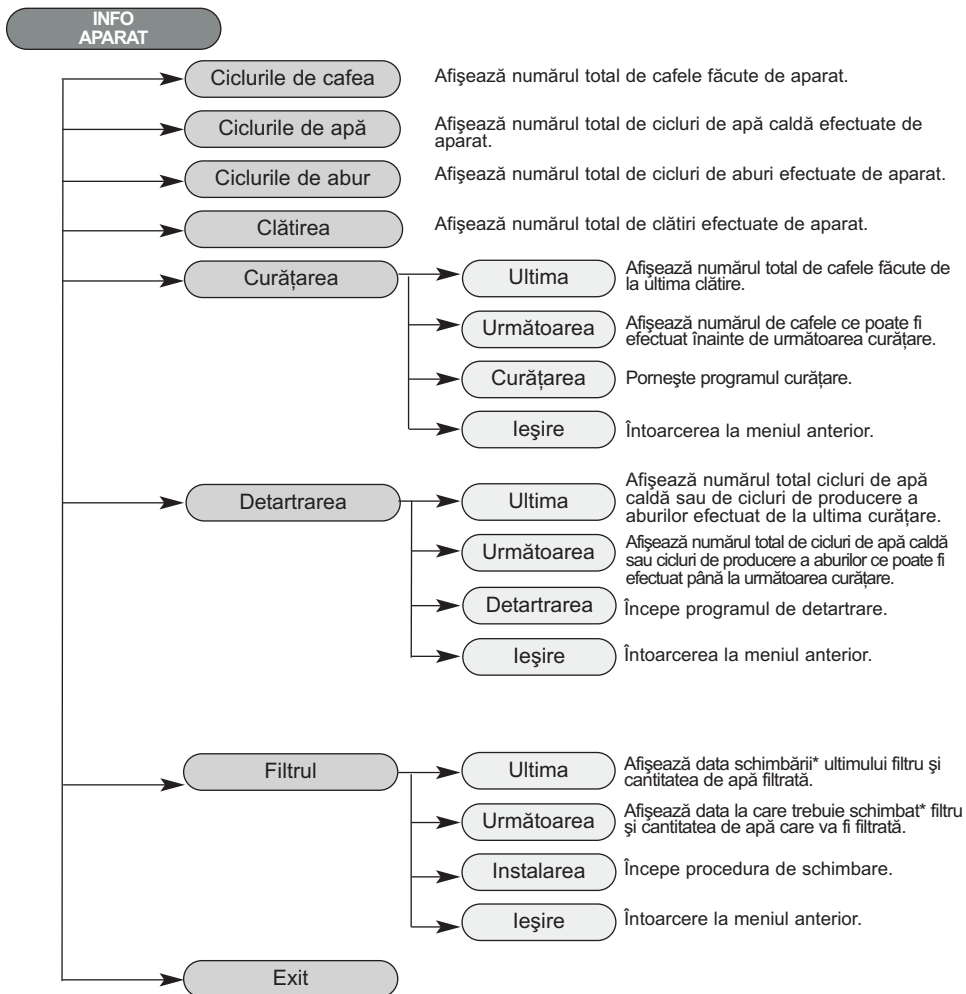 INFO
APARAT
Ciclurile de cafea
Afişează numărul total de cafele făcute de aparat.
Ciclurile de apă
Afişează numărul total de cicluri de apă caldă efectuate de
aparat.
Ciclurile de abur
Afişează numărul total de cicluri de aburi efectuate de aparat.
Clătirea
Afişează numărul total de clătiri efectuate de aparat.
Curăţarea
Ultima
Afişează numărul total de cafele făcute de
la ultima clătire.
Următoarea
Afişează numărul de cafele ce poate fi
efectuat înainte de următoarea curăţare.
Curăţarea
Porneşte programul curăţare.
Ieşire
Întoarcerea la meniul anterior.
Detartrarea
Ultima
Afişează numărul total cicluri de apă
caldă sau de cicluri de producere a
aburilor efectuat de la ultima curăţare.
Următoarea
Afişează numărul total de cicluri de apă caldă
sau cicluri de producere a aburilor ce poate fi
efectuat până la următoarea curăţare.
Detartrarea
Începe programul de detartrare.
Ieşire
Întoarcerea la meniul anterior.
Filtrul
Ultima
Afişează data schimbării* ultimului filtru şi
cantitatea de apă filtrată.
Următoarea
Afişează data la care trebuie schimbat* filtru
şi cantitatea de apă care va fi filtrată.
Instalarea
Începe procedura de schimbare.
Ieşire
Întoarcere la meniul anterior.
Exit